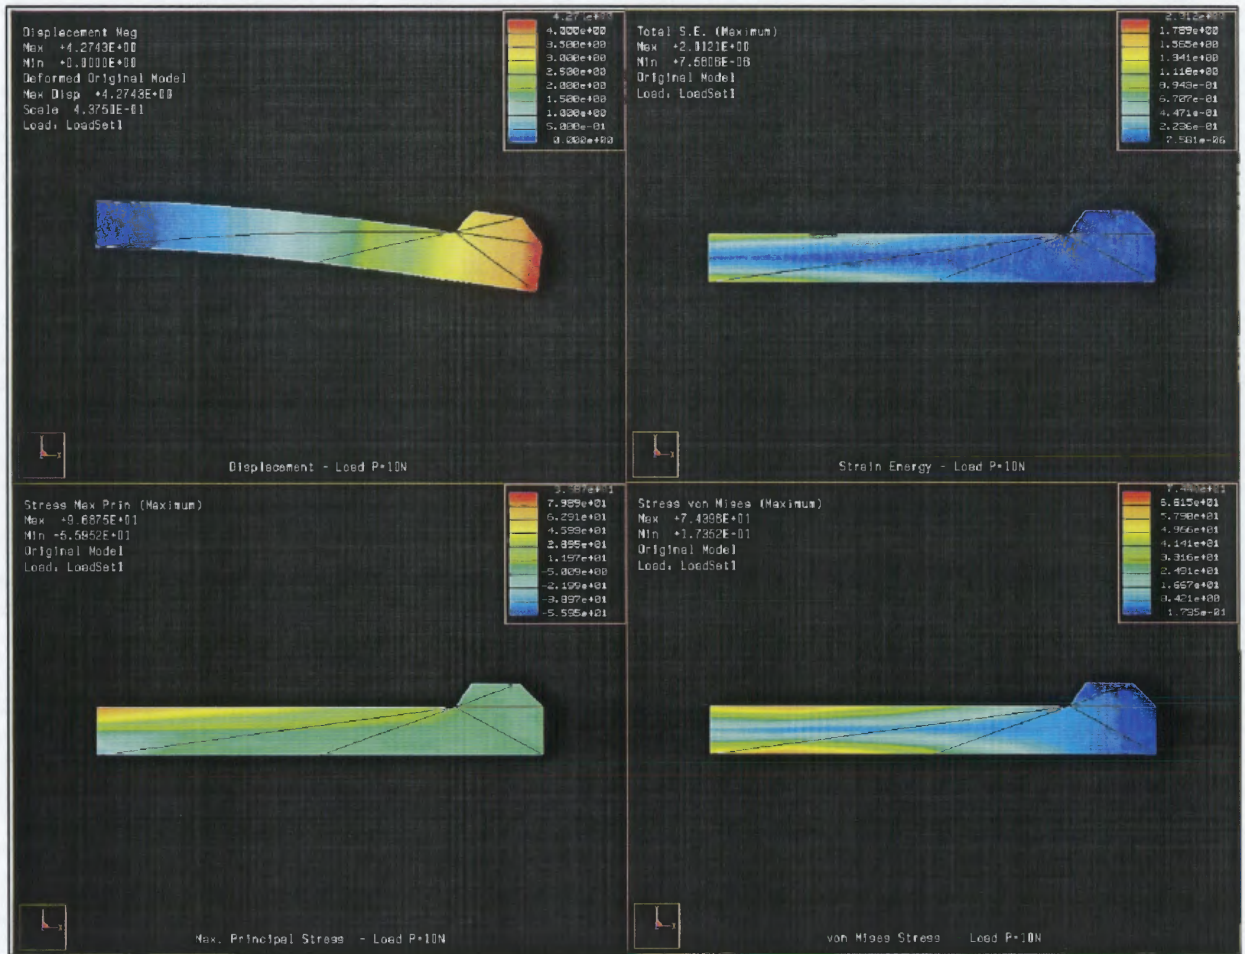 Displacement Mag
Max +4.2743E+00
Min +0.0000E+00
Deformed Original Model
Max Disp +4.2743E+00
Scale 4.3750E-01
Load: LoadSet1
4.000e+00
3.500e+00
3.000e+00
2.500e+00
2.000e+00
1.500e+00
1.000e+00
5.000e-01
0.000e+00
Displacement - Load P=10N
Total S.E. (Maximum)
Max +2.0121E+00
Min +7.5808E-06
Original Model
Load: LoadSet1
1.789e+00
1.565e+00
1.341e+00
1.118e+00
8.943e-01
6.707e-01
4.471e-01
2.236e-01
7.581e-06
Strain Energy - Load P=10N
Stress Max Prin (Maximum)
Max +9.6875E+01
Min -5.5952E+01
Original Model
Load: LoadSet1
7.989e+01
6.291e+01
4.593e+01
2.895e+01
1.197e+01
-5.009e+00
-2.199e+01
-3.897e+01
-5.595e+01
Max. Principal Stress - Load P=10N
Stress von Mises (Maximum)
Max +7.4398E+01
Min +1.7352E-01
Original Model
Load: LoadSet1
6.615e+01
5.790e+01
4.966e+01
4.141e+01
3.316e+01
2.491e+01
1.667e+01
8.421e+00
1.735e-01
von Mises Stress Load P=10N